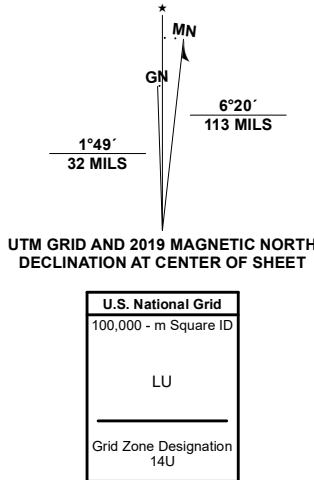 ★
MN
GN
6°20´
113 MILS
1°49´
32 MILS
UTM GRID AND 2019 MAGNETIC NORTH
DECLINATION AT CENTER OF SHEET
U.S. National Grid
100,000 - m Square ID
LU
Grid Zone Designation
14U